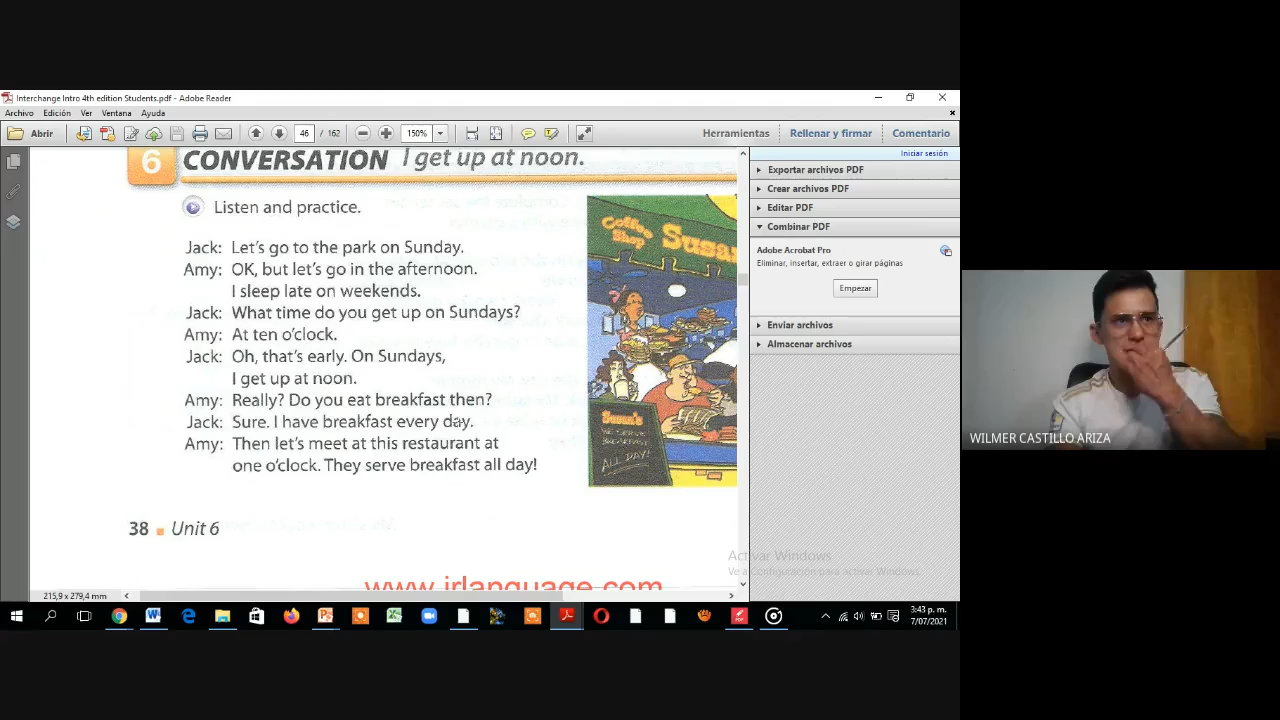 Interchange Intro 4th edition Students.pdf - Adobe Reader
Archivo Edición Ver Ventana Ayuda
Abrir 46 / 162 150% Herramientas Rellenar y firmar Comentario
Iniciar sesión
6 CONVERSATION I get up at noon.
Listen and practice.
Jack: Let's go to the park on Sunday.
Amy: OK, but let's go in the afternoon.
I sleep late on weekends.
Jack: What time do you get up on Sundays?
Amy: At ten o'clock.
Jack: Oh, that's early. On Sundays,
I get up at noon.
Amy: Really? Do you eat breakfast then?
Jack: Sure. I have breakfast every day.
Amy: Then let's meet at this restaurant at
one o'clock. They serve breakfast all day!
Coffee
Shop
Susan
Susan's
WE SERVE
BREAKFAST
ALL DAY!
38 Unit 6
www.irlanguage.com
215,9 x 279,4 mm
Exportar archivos PDF
Crear archivos PDF
Editar PDF
Combinar PDF
Adobe Acrobat Pro
Eliminar, insertar, extraer o girar páginas
Empezar
Enviar archivos
Almacenar archivos
Activar Windows
Ve a Configuración para activar Windows.
3:43 p. m.
7/07/2021
WILMER CASTILLO ARIZA